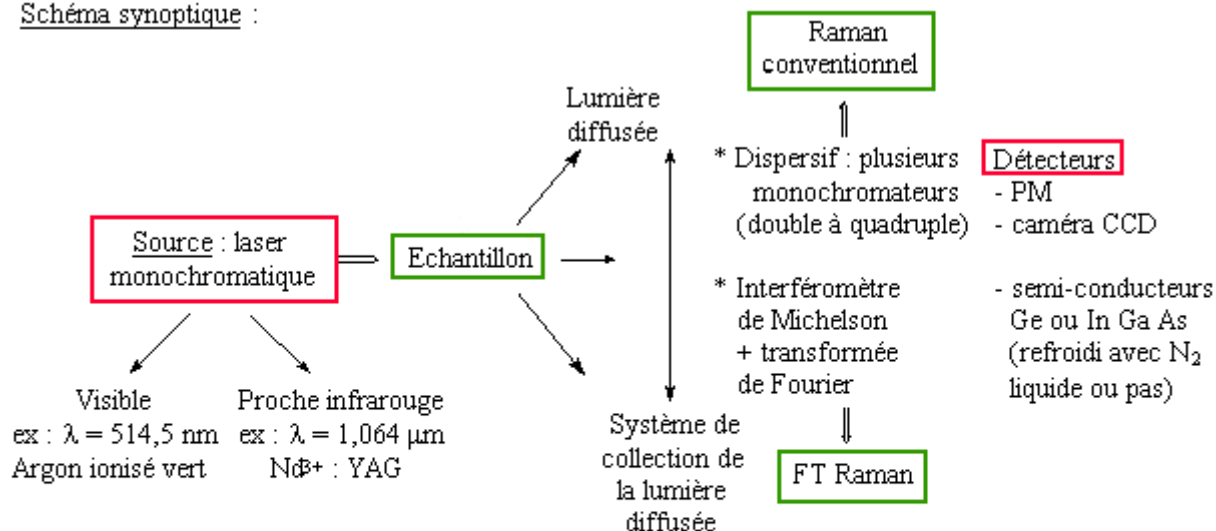 Schéma synoptique :
Raman
conventionnel
Lumière
diffusée
* Dispersif : plusieurs
monochromateurs
(double à quadruple)
Détecteurs
- PM
- caméra CCD
Source : laser
monochromatique
Echantillon
* Interféromètre
de Michelson
+ transformée
de Fourier
- semi-conducteurs
Ge ou In Ga As
(refroidi avec N₂
liquide ou pas)
Visible
ex : λ = 514,5 nm
Argon ionisé vert
Proche infrarouge
ex : λ = 1,064 µm
Nd³⁺ : YAG
Système de
collection de
la lumière
diffusée
FT Raman